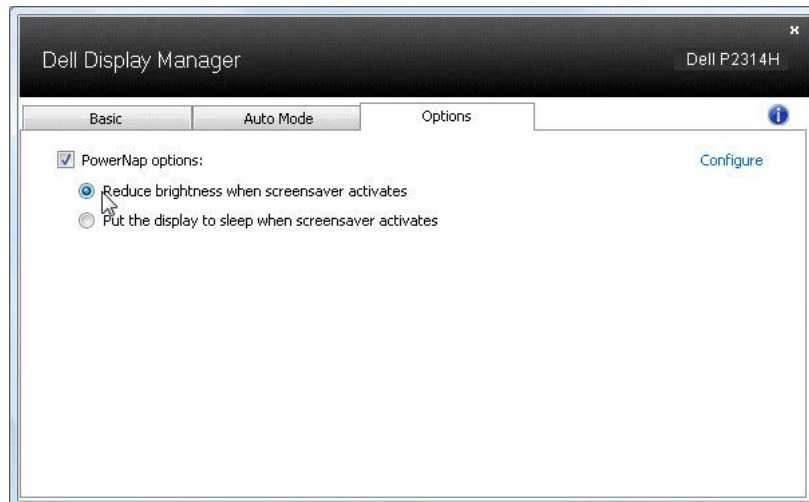 x
Dell Display Manager
Dell P2314H
Basic
Auto Mode
Options
i
PowerNap options:
Configure
Reduce brightness when screensaver activates
Put the display to sleep when screensaver activates